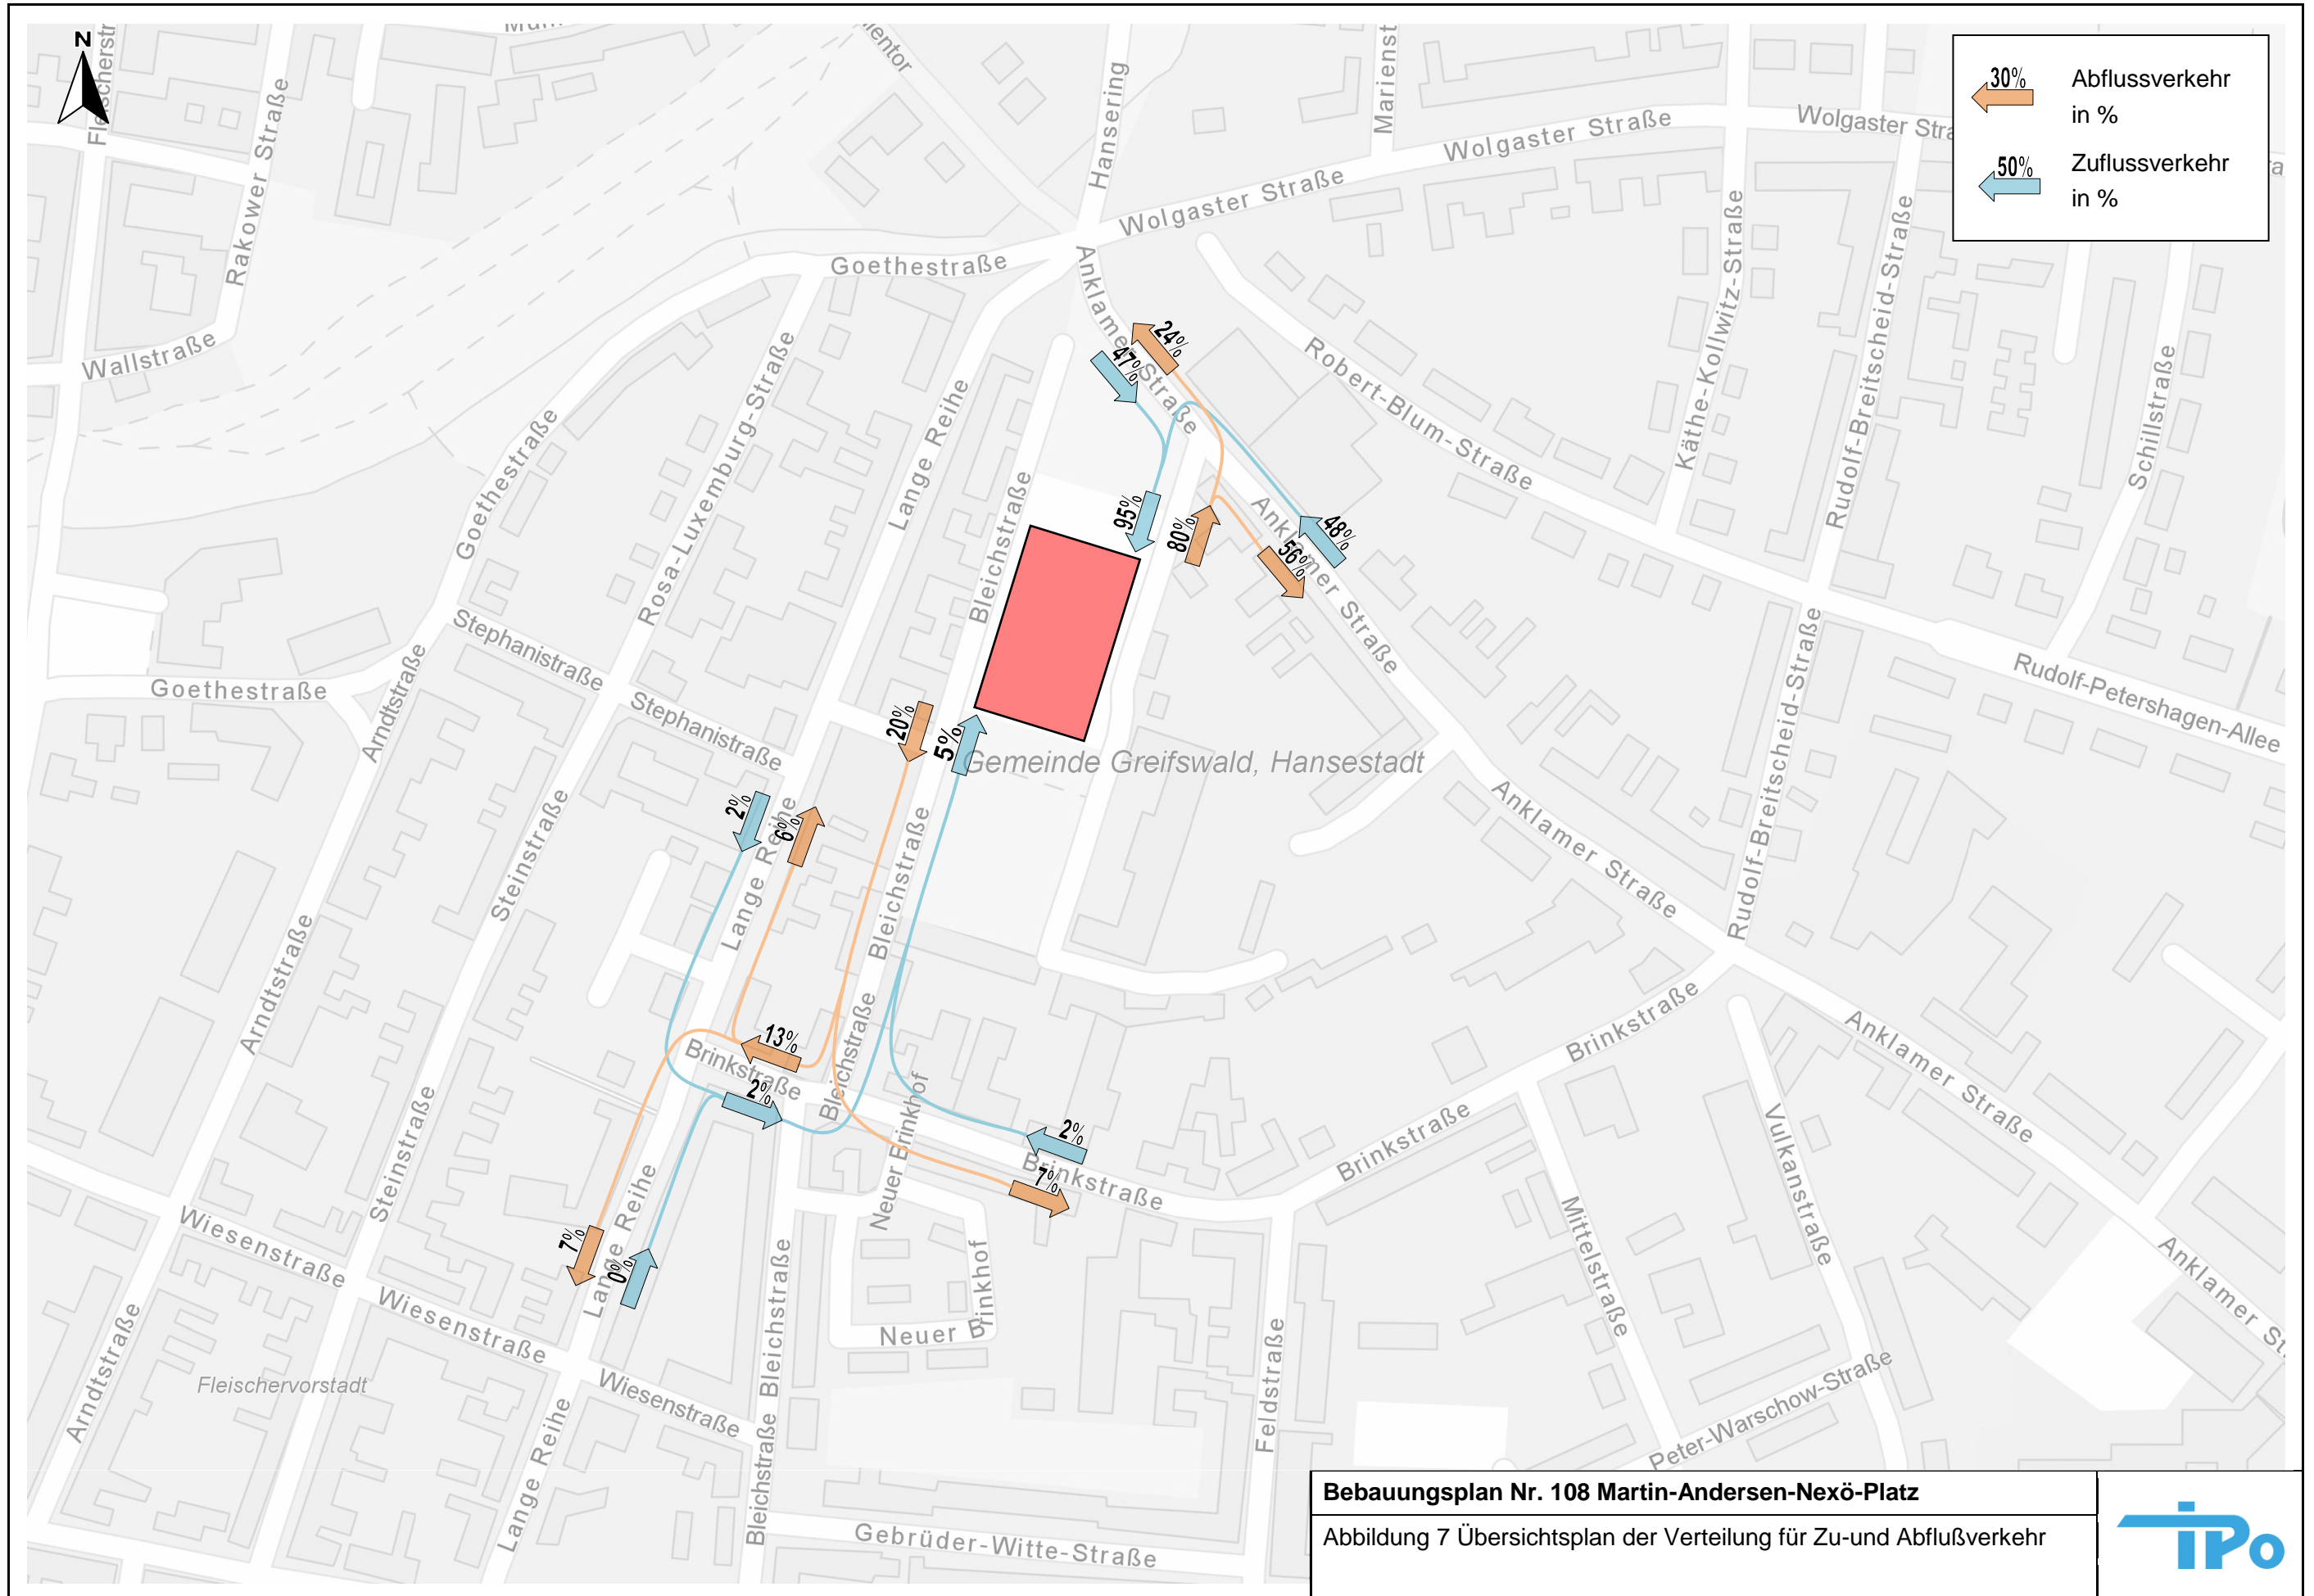 N
Fleischerstr
Rakower Straße
Wallstraße
Hansering
Marienst
Wolgaster Straße
Wolgaster Straße
Wolgaster Stra
30%
Abflussverkehr
in %
50%
Zuflussverkehr
in %
Goethestraße
Anklamer Straße
24%
47%
Robert-Blum-Straße
Käthe-Kollwitz-Straße
Rudolf-Breitscheid-Straße
Schillstraße
Goethestraße
Rosa-Luxemburg-Straße
Lange Reihe
Bleichstraße
95%
80%
Anklamer Straße
48%
56%
Stephanistraße
Stephanistraße
Goethestraße
Arndtstraße
Rudolf-Breitscheid-Straße
Rudolf-Petershagen-Allee
20%
5%
Gemeinde Greifswald, Hansestadt
2%
6%
Lange Reihe
Bleichstraße
Steinstraße
Anklamer Straße
Arndtstraße
13%
Brinkstraße
2%
Bleichstraße
Neuer Brinkhof
2%
Brinkstraße
7%
Brinkstraße
Brinkstraße
Anklamer Straße
Vulkanstraße
Mittelstraße
Steinstraße
Wiesenstraße
Wiesenstraße
Wiesenstraße
7%
0%
Lange Reihe
Bleichstraße
Brinkhof
Neuer
Feldstraße
Anklamer St
Peter-Warschow-Straße
Arndtstraße
Fleischervorstadt
Lange Reihe
Bleichstraße
Gebrüder-Witte-Straße
Bebauungsplan Nr. 108 Martin-Andersen-Nexö-Platz
Abbildung 7 Übersichtsplan der Verteilung für Zu-und Abflußverkehr
iPo